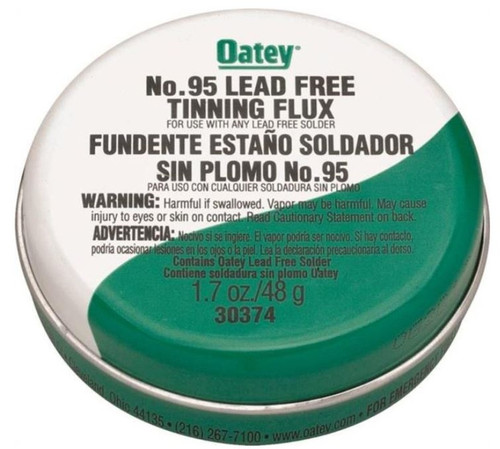 Oatey®
No.95 LEAD FREE
TINNING FLUX
FOR USE WITH ANY LEAD FREE SOLDER
FUNDENTE ESTAÑO SOLDADOR
SIN PLOMO No.95
PARA USO CON CUALQUIER SOLDADURA SIN PLOMO
WARNING: Harmful if swallowed. Vapor may be harmful. May cause
injury to eyes or skin on contact. Read Cautionary Statement on back.
ADVERTENCIA: Nocivo si se ingiere. El vapor podría ser nocivo. Si hay contacto,
podría ocasionar lesiones en los ojos o la piel. Lea la declaración precaucionaria al dorso.
Contains Oatey Lead Free Solder
Contiene soldadura sin plomo Oatey
1.7 oz./48 g
30374
Ohio 44135 • (216) 267-7100 • www.oatey.com • FOR